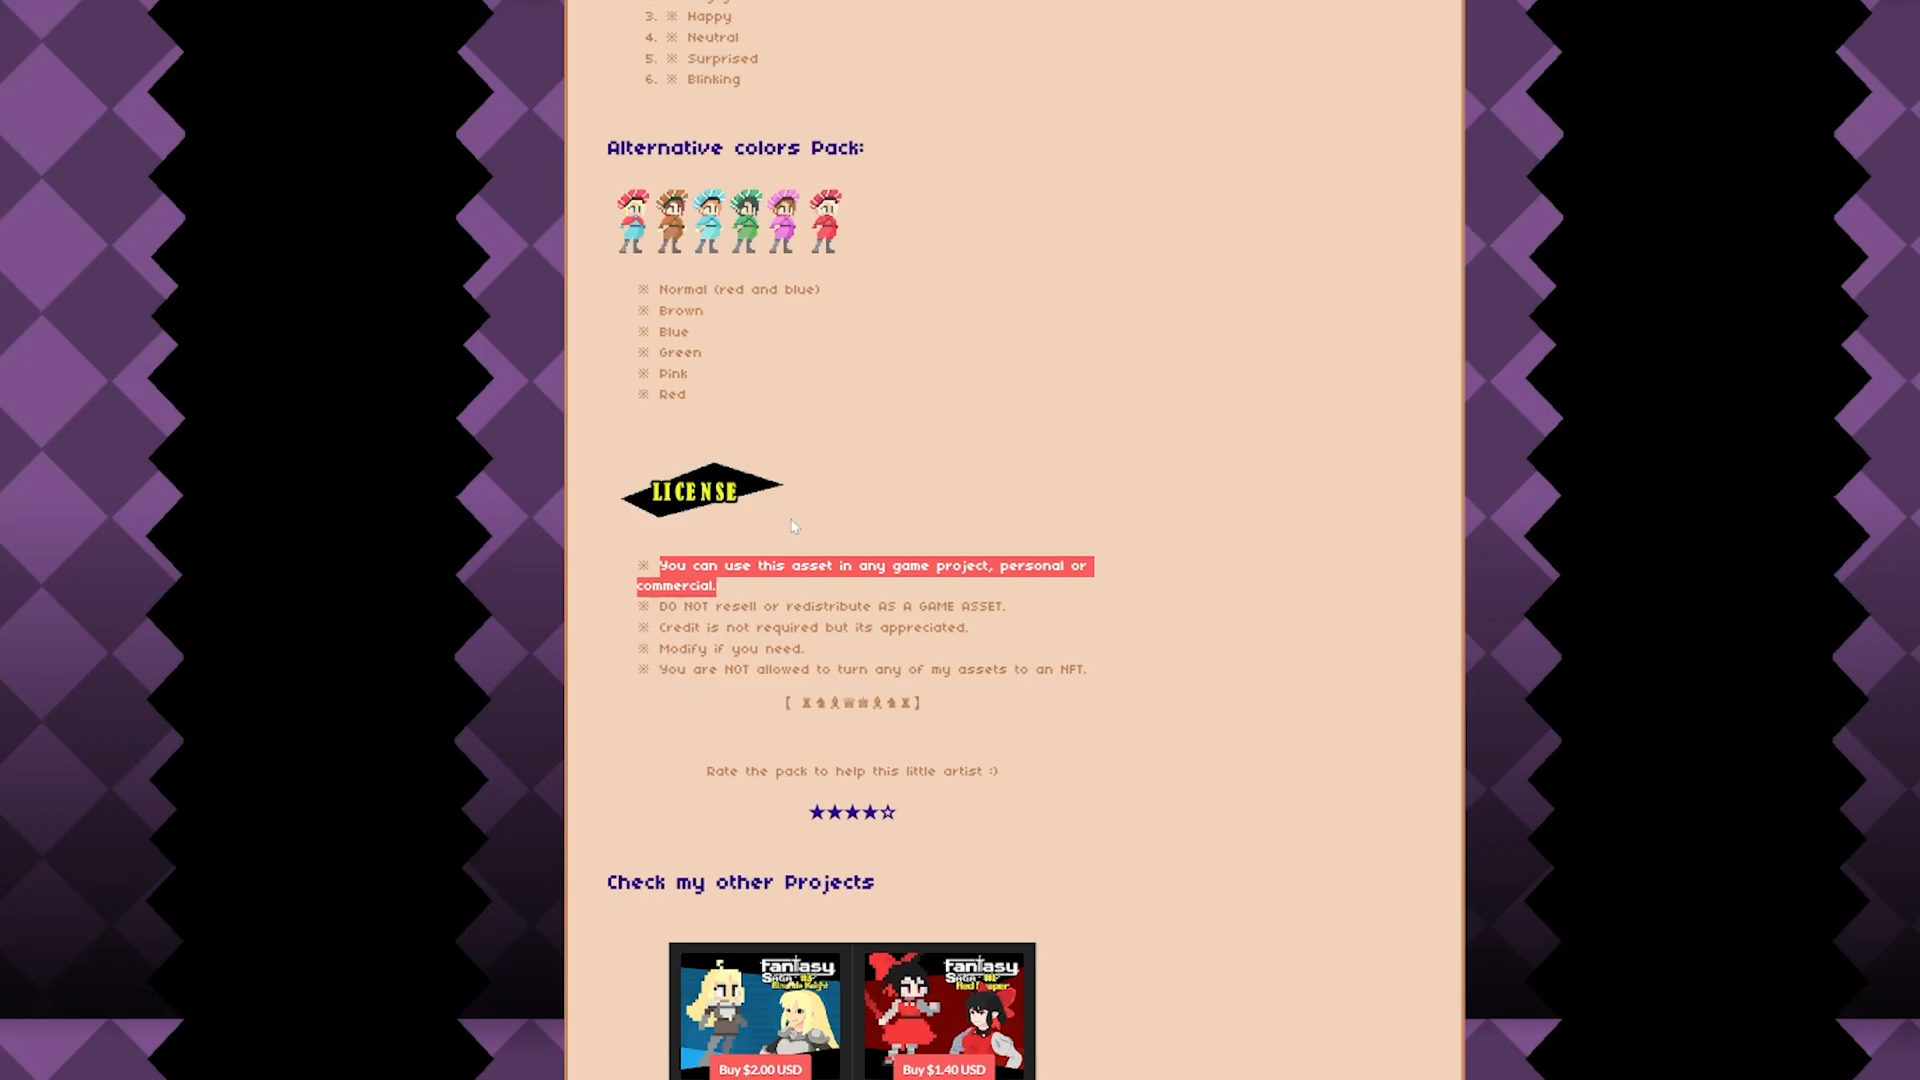 3. ※ Happy
4. ※ Neutral
5. ※ Surprised
6. ※ Blinking
Alternative colors Pack:
※ Normal (red and blue)
※ Brown
※ Blue
※ Green
※ Pink
※ Red
LICENSE
※ You can use this asset in any game project, personal or
commercial.
※ DO NOT resell or redistribute AS A GAME ASSET.
※ Credit is not required but its appreciated.
※ Modify if you need.
※ You are NOT allowed to turn any of my assets to an NFT.
[ ♜♞♝♛♚♝♞♜]
Rate the pack to help this little artist :)
★★★★☆
Check my other Projects
Fantasy
Saga
Fantasy
Saga
Buy $2.00 USD
Buy $1.40 USD